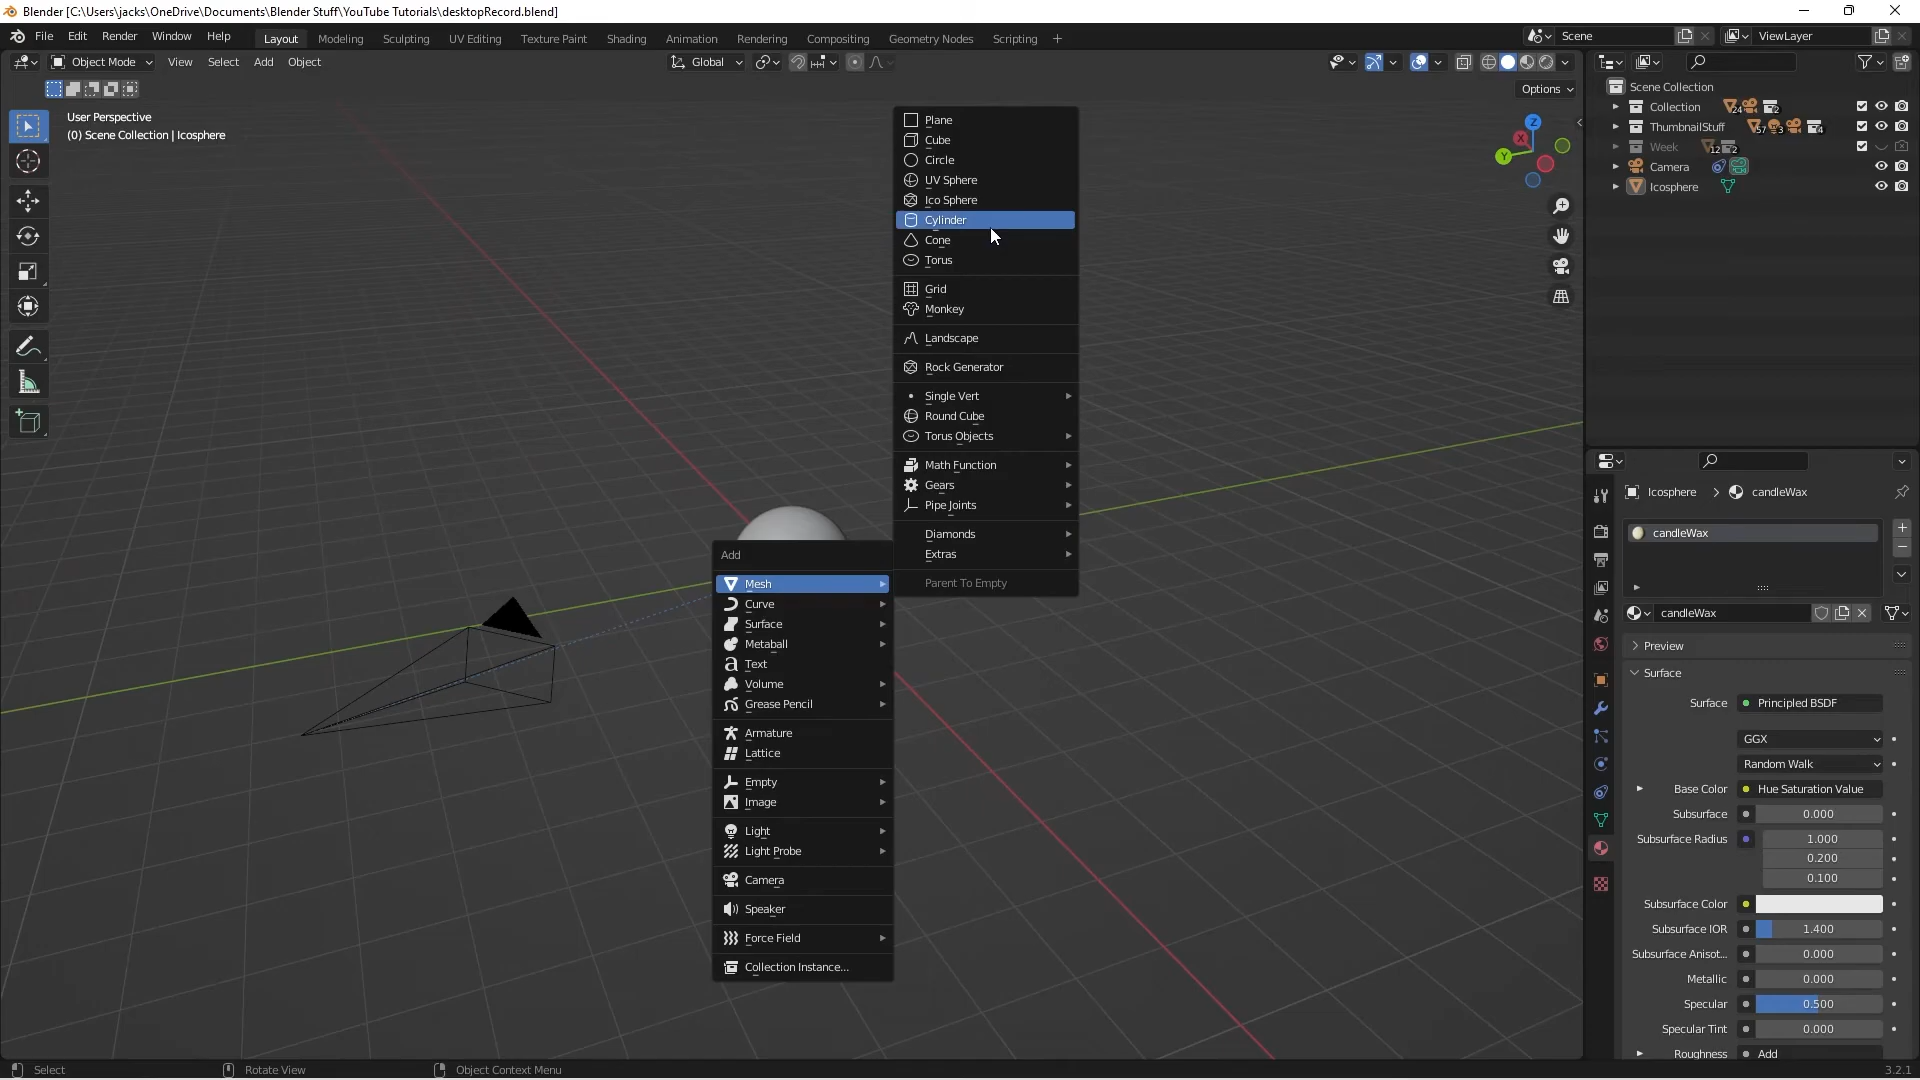 Blender [C:\Users\jacks\OneDrive\Documents\Blender Stuff\YouTube Tutorials\desktopRecord.blend]
File Edit Render Window Help Layout Modeling Sculpting UV Editing Texture Paint Shading Animation Rendering Compositing Geometry Nodes Scripting + Scene ViewLayer
Object Mode View Select Add Object Global
Options
User Perspective
(0) Scene Collection | Icosphere
Z
X
Y
Plane
Cube
Circle
UV Sphere
Ico Sphere
Cylinder
Cone
Torus
Grid
Monkey
Landscape
Rock Generator
Single Vert
Round Cube
Torus Objects
Math Function
Gears
Pipe Joints
Diamonds
Extras
Parent To Empty
Add
Mesh
Curve
Surface
Metaball
Text
Volume
Grease Pencil
Armature
Lattice
Empty
Image
Light
Light Probe
Camera
Speaker
Force Field
Collection Instance...
Scene Collection
Collection 24 2
ThumbnailStuff 57 3 4
Week 12 2
Camera
Icosphere
Icosphere > candleWax
candleWax
candleWax
Preview
Surface
Surface Principled BSDF
GGX
Random Walk
Base Color Hue Saturation Value
Subsurface 0.000
Subsurface Radius 1.000
0.200
0.100
Subsurface Color
Subsurface IOR 1.400
Subsurface Anisot... 0.000
Metallic 0.000
Specular 0.500
Specular Tint 0.000
Roughness Add
Select Rotate View Object Context Menu 3.2.1